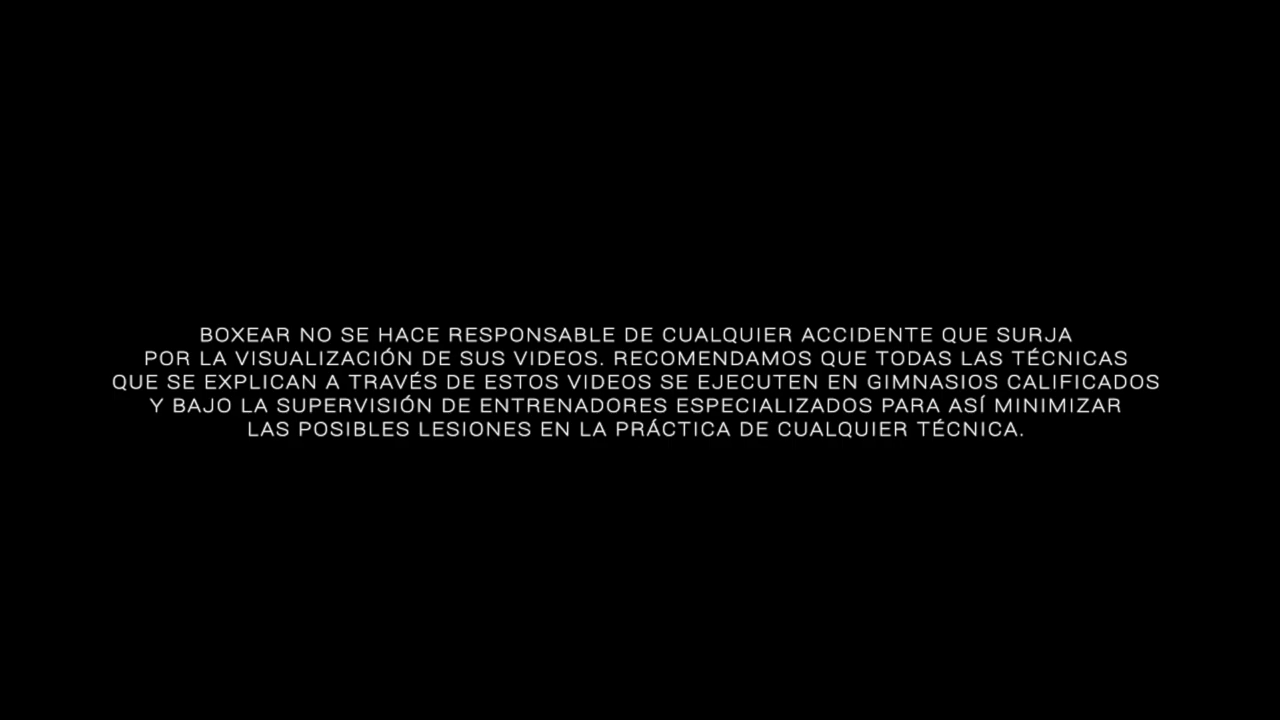 BOXEAR NO SE HACE RESPONSABLE DE CUALQUIER ACCIDENTE QUE SURJA
POR LA VISUALIZACIÓN DE SUS VIDEOS. RECOMENDAMOS QUE TODAS LAS TÉCNICAS
QUE SE EXPLICAN A TRAVÉS DE ESTOS VIDEOS SE EJECUTEN EN GIMNASIOS CALIFICADOS
Y BAJO LA SUPERVISIÓN DE ENTRENADORES ESPECIALIZADOS PARA ASÍ MINIMIZAR
LAS POSIBLES LESIONES EN LA PRÁCTICA DE CUALQUIER TÉCNICA.